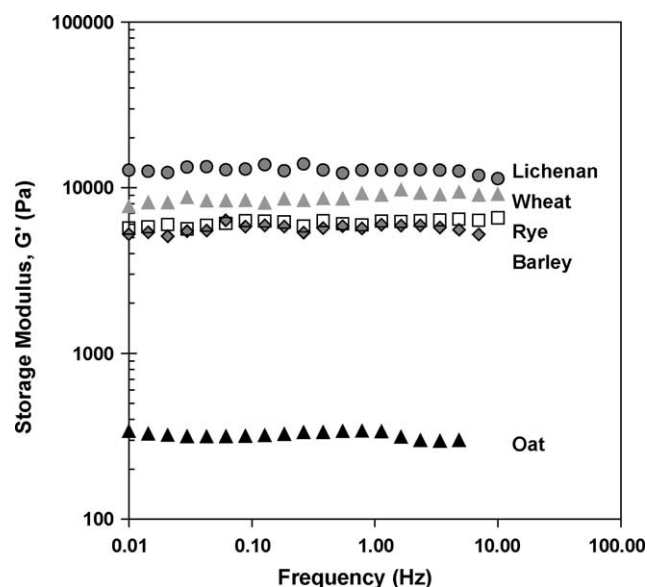 100000
10000
1000
100
Storage Modulus, G' (Pa)
Lichenan
Wheat
Rye
Barley
Oat
0.01 0.10 1.00 10.00 100.00
Frequency (Hz)